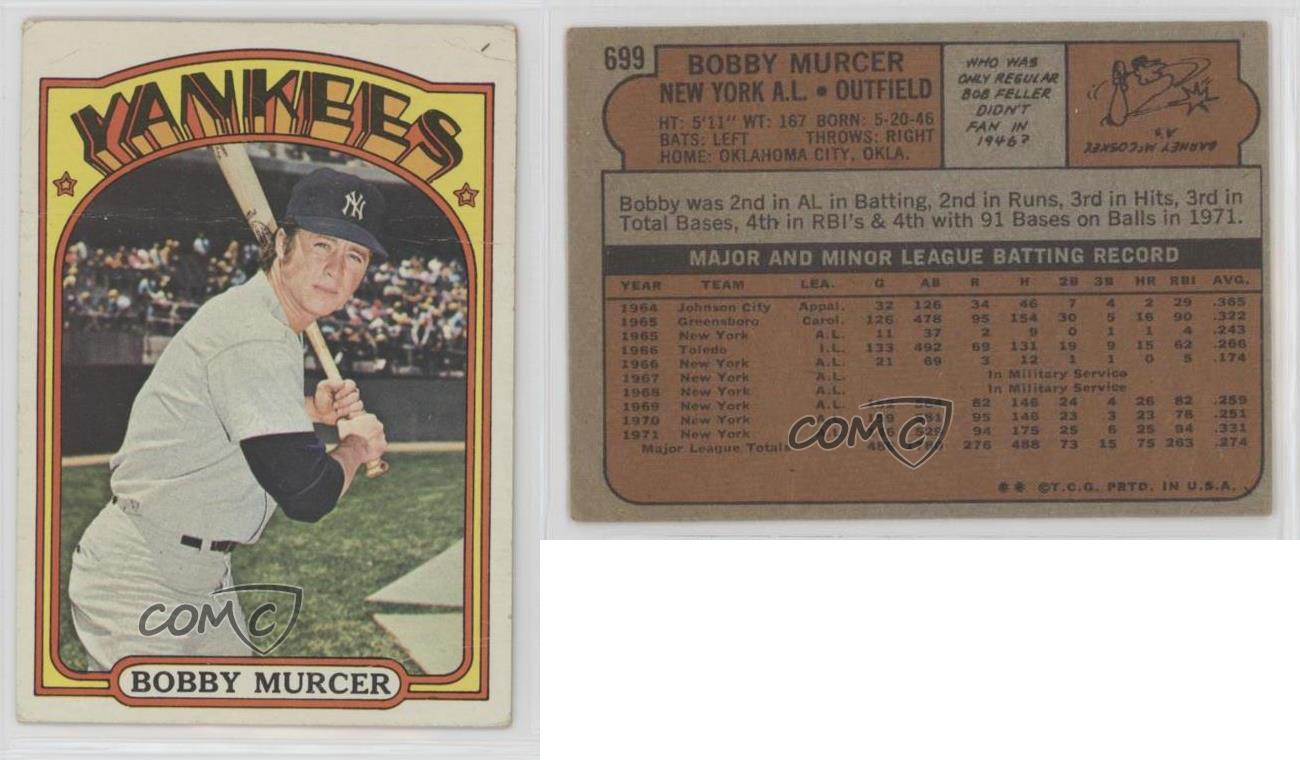 YANKEES
NY
COMC
BOBBY MURCER
699
BOBBY MURCER
NEW YORK A.L. • OUTFIELD
HT: 5'11" WT: 167 BORN: 5-20-46
BATS: LEFT THROWS: RIGHT
HOME: OKLAHOMA CITY, OKLA.
WHO WAS
ONLY REGULAR
BOB FELLER
DIDN'T
FAN IN
1946?
BARNEY McCOSKEY
A'S
Bobby was 2nd in AL in Batting, 2nd in Runs, 3rd in Hits, 3rd in
Total Bases, 4th in RBI's & 4th with 91 Bases on Balls in 1971.
MAJOR AND MINOR LEAGUE BATTING RECORD
YEAR TEAM LEA. G AB R H 2B 3B HR RBI AVG.
1964 Johnson City Appal. 32 126 34 46 7 4 2 29 .365
1965 Greensboro Carol. 126 478 95 154 30 5 16 90 .322
1965 New York A.L. 11 37 2 9 0 1 1 4 .243
1966 Toledo I.L. 133 492 69 131 19 9 15 62 .266
1966 New York A.L. 21 69 3 12 1 1 0 5 .174
1967 New York A.L. In Military Service
1968 New York A.L. In Military Service
1969 New York A.L. 82 146 24 4 26 82 .259
1970 New York A.L. 95 146 23 3 23 78 .251
1971 New York A.L. 94 175 25 6 25 94 .331
Major League Totals 276 488 73 15 75 263 .274
COMC
** ©T.C.G. PRTD. IN U.S.A.